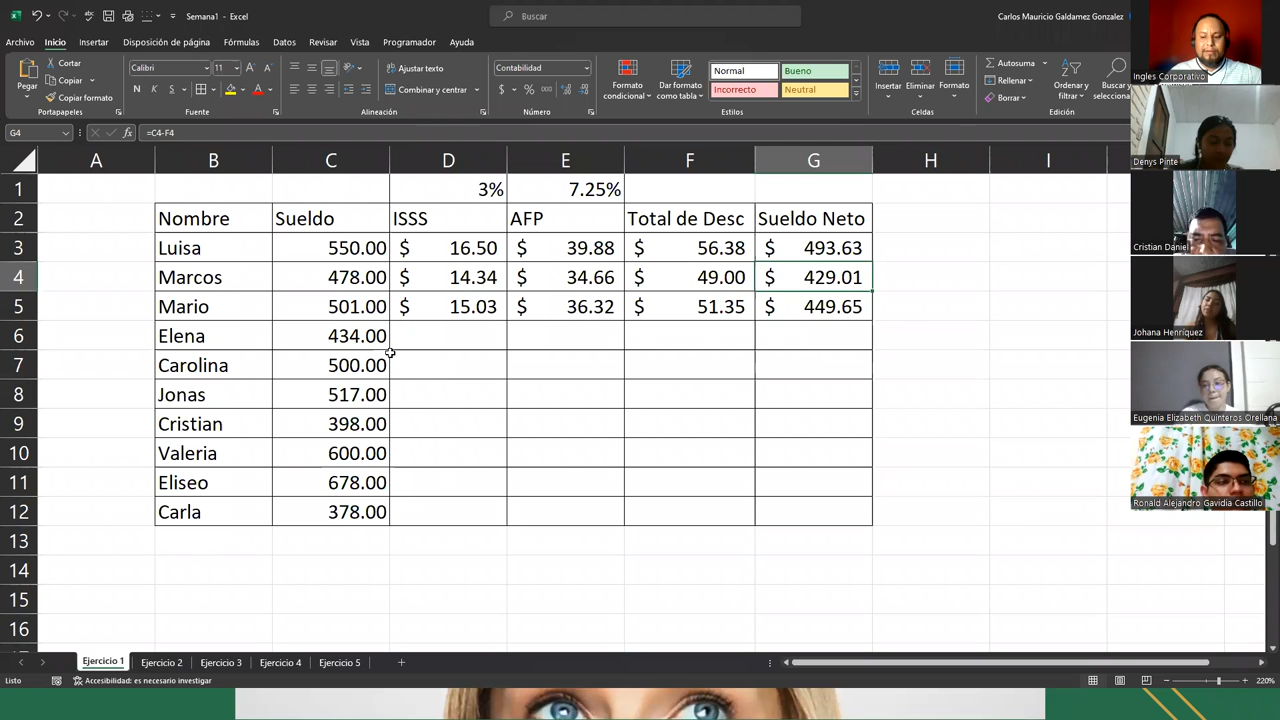 Semana1 - Excel
Buscar
Carlos Mauricio Galdamez Gonzalez
Archivo Inicio Insertar Disposición de página Fórmulas Datos Revisar Vista Programador Ayuda
Pegar
Cortar
Copiar
Copiar formato
Portapapeles
Calibri 11
N K S
Fuente
Ajustar texto
Combinar y centrar
Alineación
Contabilidad
$ % 000
Número
Formato condicional
Dar formato como tabla
Normal Bueno
Incorrecto Neutral
Estilos
Insertar Eliminar Formato
Celdas
Autosuma
Rellenar
Borrar
Ordenar y
Buscar y
Edición
G4 fx =C4-F4
A B C D E F G H I
1 3% 7.25%
2 Nombre Sueldo ISSS AFP Total de Desc Sueldo Neto
3 Luisa 550.00 $ 16.50 $ 39.88 $ 56.38 $ 493.63
4 Marcos 478.00 $ 14.34 $ 34.66 $ 49.00 $ 429.01
5 Mario 501.00 $ 15.03 $ 36.32 $ 51.35 $ 449.65
6 Elena 434.00
7 Carolina 500.00
8 Jonas 517.00
9 Cristian 398.00
10 Valeria 600.00
11 Eliseo 678.00
12 Carla 378.00
13
14
15
16
Ejercicio 1 Ejercicio 2 Ejercicio 3 Ejercicio 4 Ejercicio 5
Listo Accesibilidad: es necesario investigar 220%
Ingles Corporativo
Denys Pinte
Cristian Daniel
Johana Henríquez
Eugenia Elizabeth Quinteros Orellana
Ronald Alejandro Gavidia Castillo